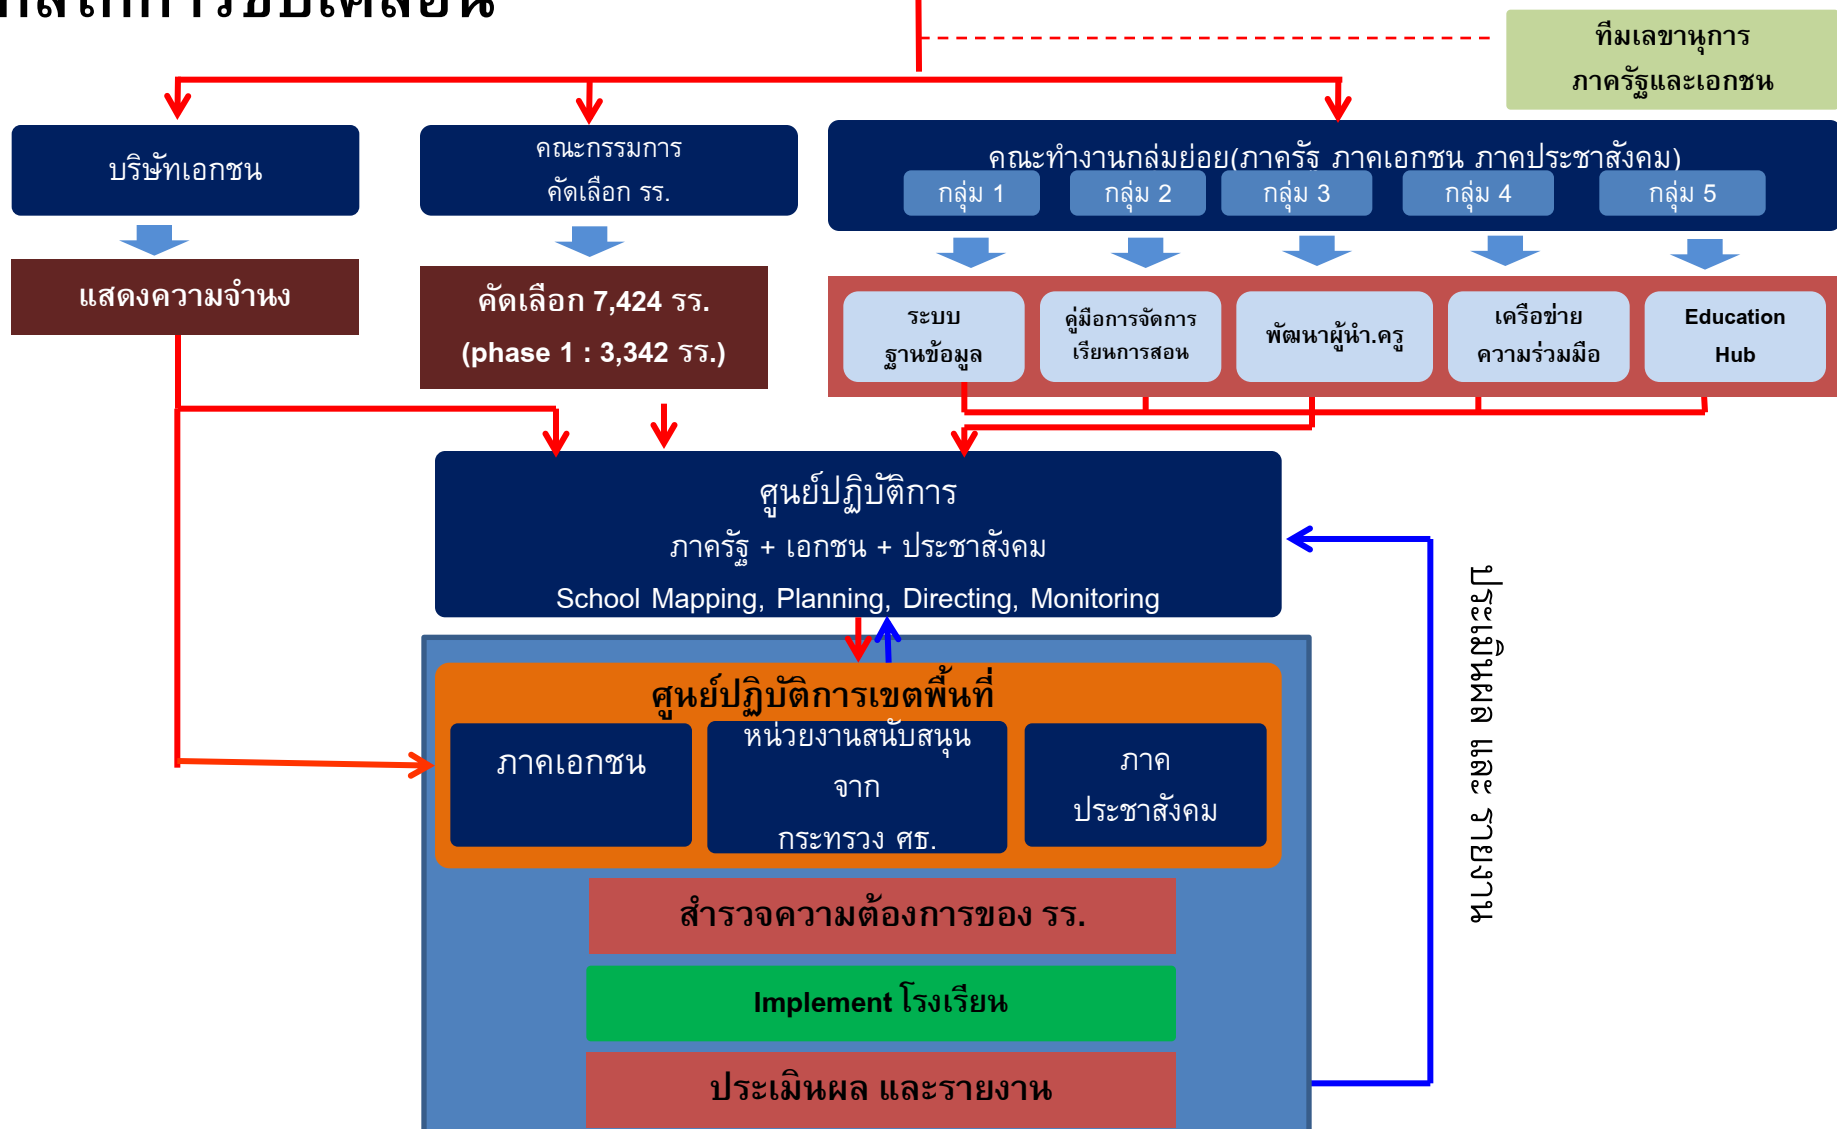 กลไกการขับเคลื่อน
ทีมเลขานุการ
ภาครัฐและเอกชน
บริษัทเอกชน
คณะกรรมการ
คัดเลือก รร.
คณะทำงานกลุ่มย่อย(ภาครัฐ ภาคเอกชน ภาคประชาสังคม)
กลุ่ม 1
กลุ่ม 2
กลุ่ม 3
กลุ่ม 4
กลุ่ม 5
แสดงความจำนง
คัดเลือก 7,424 รร.
(phase 1 : 3,342 รร.)
ระบบ
ฐานข้อมูล
คู่มือการจัดการ
เรียนการสอน
พัฒนาผู้นำ.ครู
เครือข่าย
ความร่วมมือ
Education
Hub
ศูนย์ปฏิบัติการ
ภาครัฐ + เอกชน + ประชาสังคม
School Mapping, Planning, Directing, Monitoring
ศูนย์ปฏิบัติการเขตพื้นที่
ภาคเอกชน
หน่วยงานสนับสนุน
จาก
กระทรวง ศธ.
ภาค
ประชาสังคม
สำรวจความต้องการของ รร.
Implement โรงเรียน
ประเมินผล และรายงาน
ประเมินผล และ รายงาน